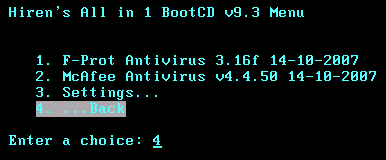 Hiren's All in 1 BootCD v9.3 Menu
1. F-Prot Antivirus 3.16f 14-10-2007
2. McAfee Antivirus v4.4.50 14-10-2007
3. Settings...
4. ...Back
Enter a choice: 4